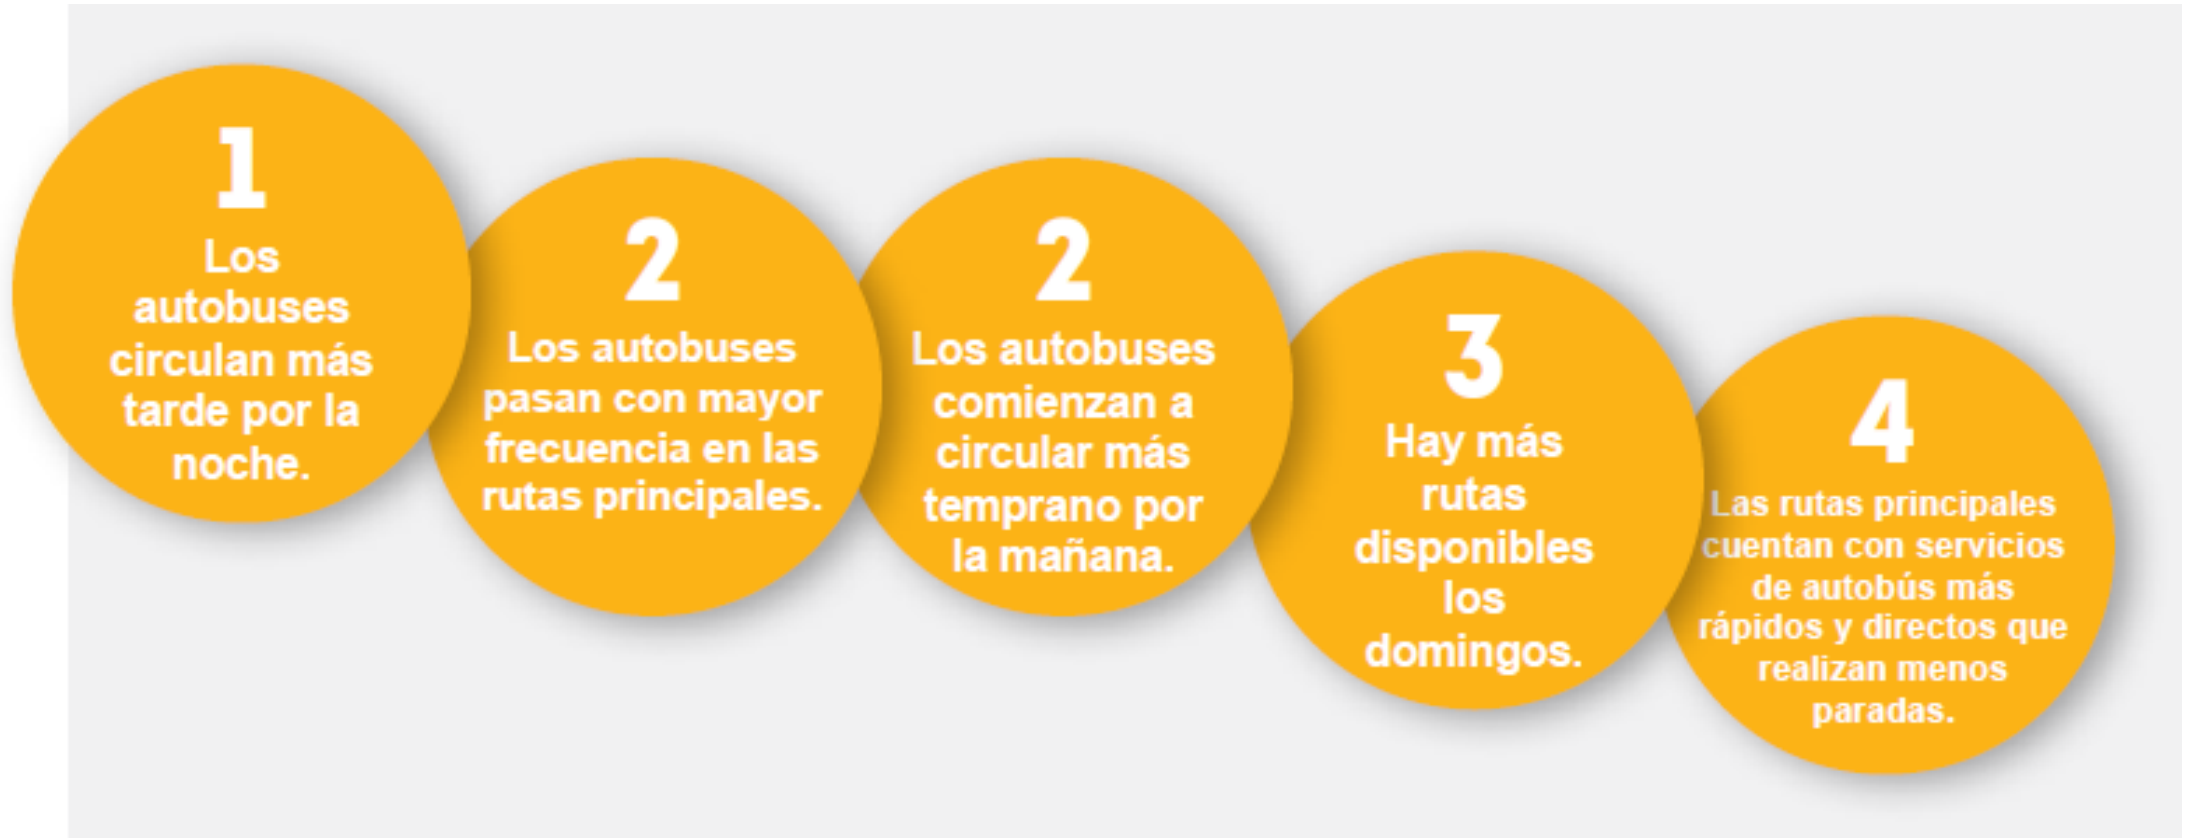 1
Los
autobuses
circulan más
tarde por la
noche.
2
Los autobuses
pasan con mayor
frecuencia en las
rutas principales.
2
Los autobuses
comienzan a
circular más
temprano por
la mañana.
3
Hay más
rutas
disponibles
los
domingos.
4
Las rutas principales
cuentan con servicios
de autobús más
rápidos y directos que
realizan menos
paradas.